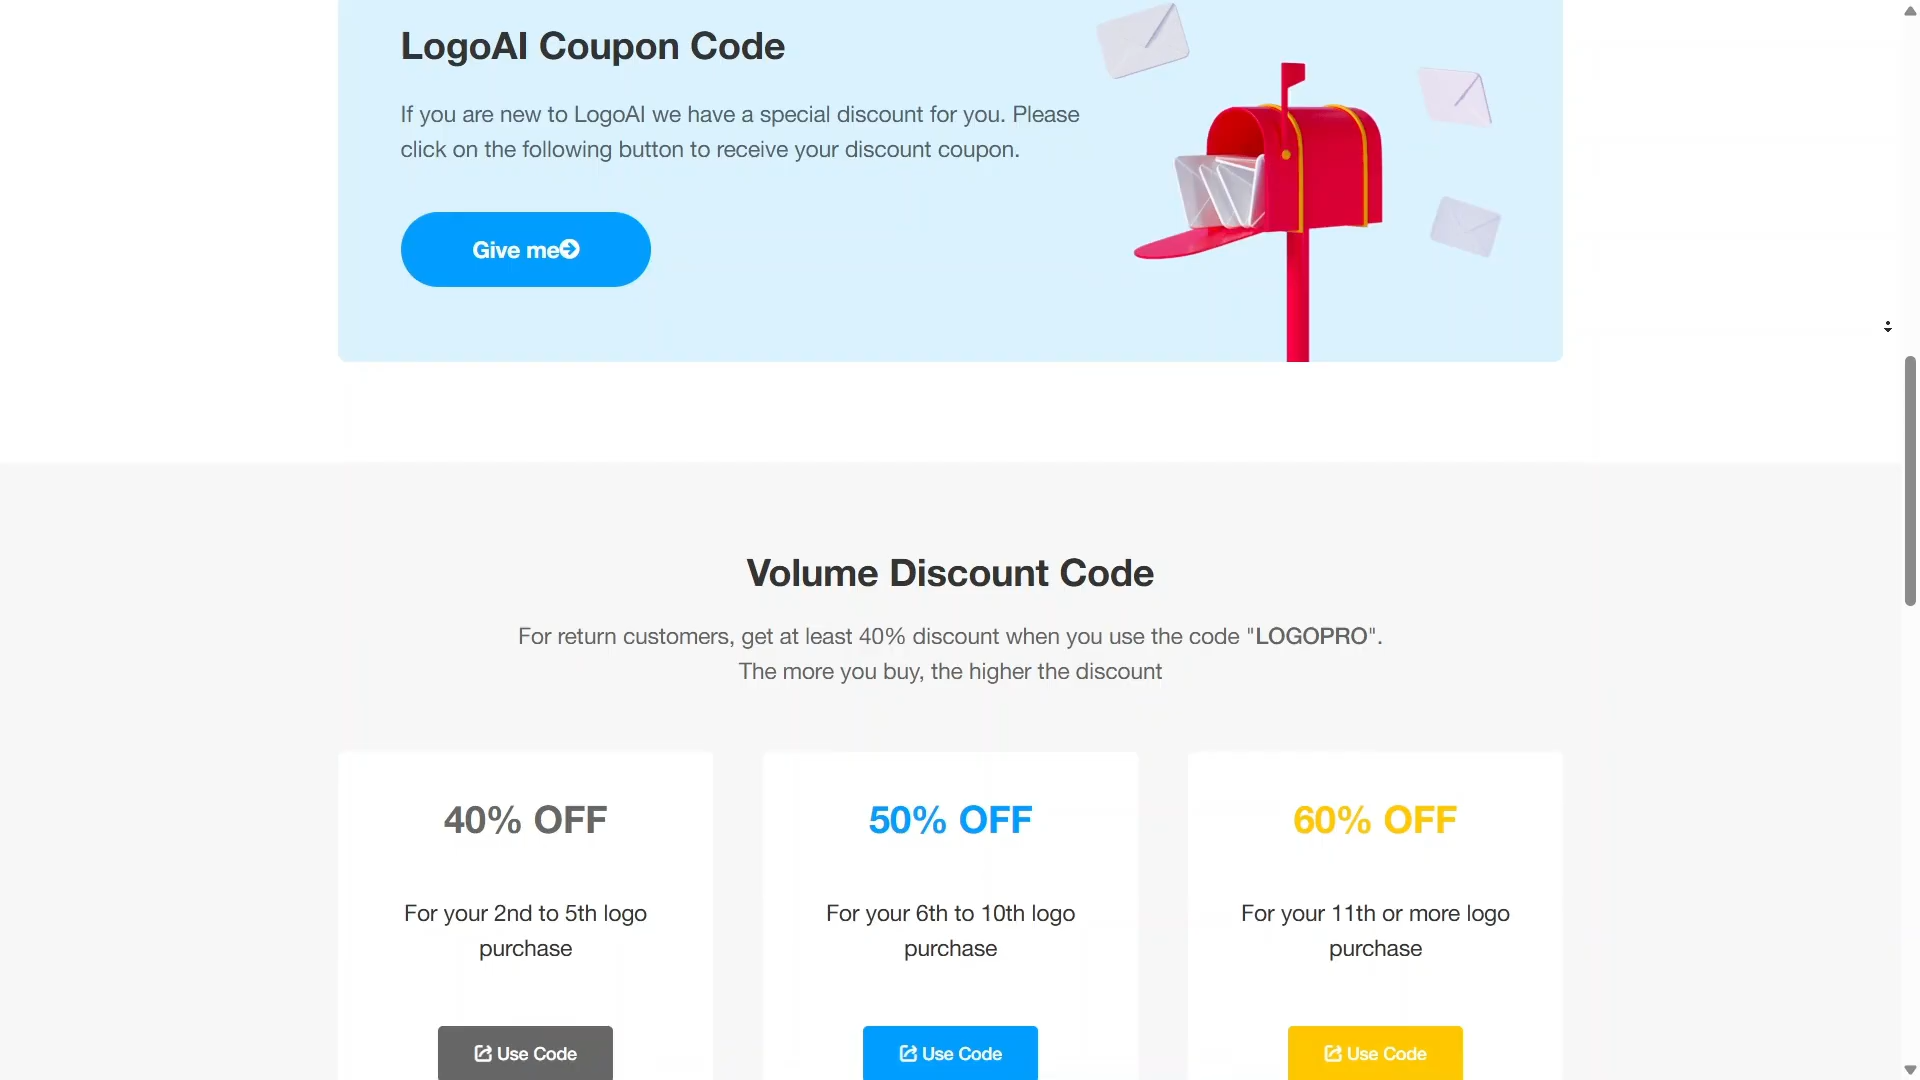 LogoAI Coupon Code
If you are new to LogoAI we have a special discount for you. Please
click on the following button to receive your discount coupon.
Give me
Volume Discount Code
For return customers, get at least 40% discount when you use the code "LOGOPRO".
The more you buy, the higher the discount
40% OFF
For your 2nd to 5th logo
purchase
Use Code
50% OFF
For your 6th to 10th logo
purchase
Use Code
60% OFF
For your 11th or more logo
purchase
Use Code